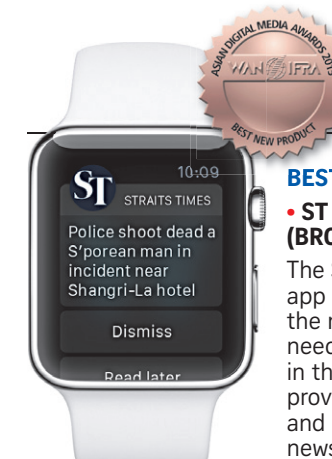 ASIAN DIGITAL MEDIA AWARDS 2015
WAN IFRA
BEST NEW PRODUCT
10:09
ST
STRAITS TIMES
Police shoot dead a
S'porean man in
incident near
Shangri-La hotel
Dismiss
Read later
BEST
• ST
(BRO
The
app
the
need
in th
prov
and
news